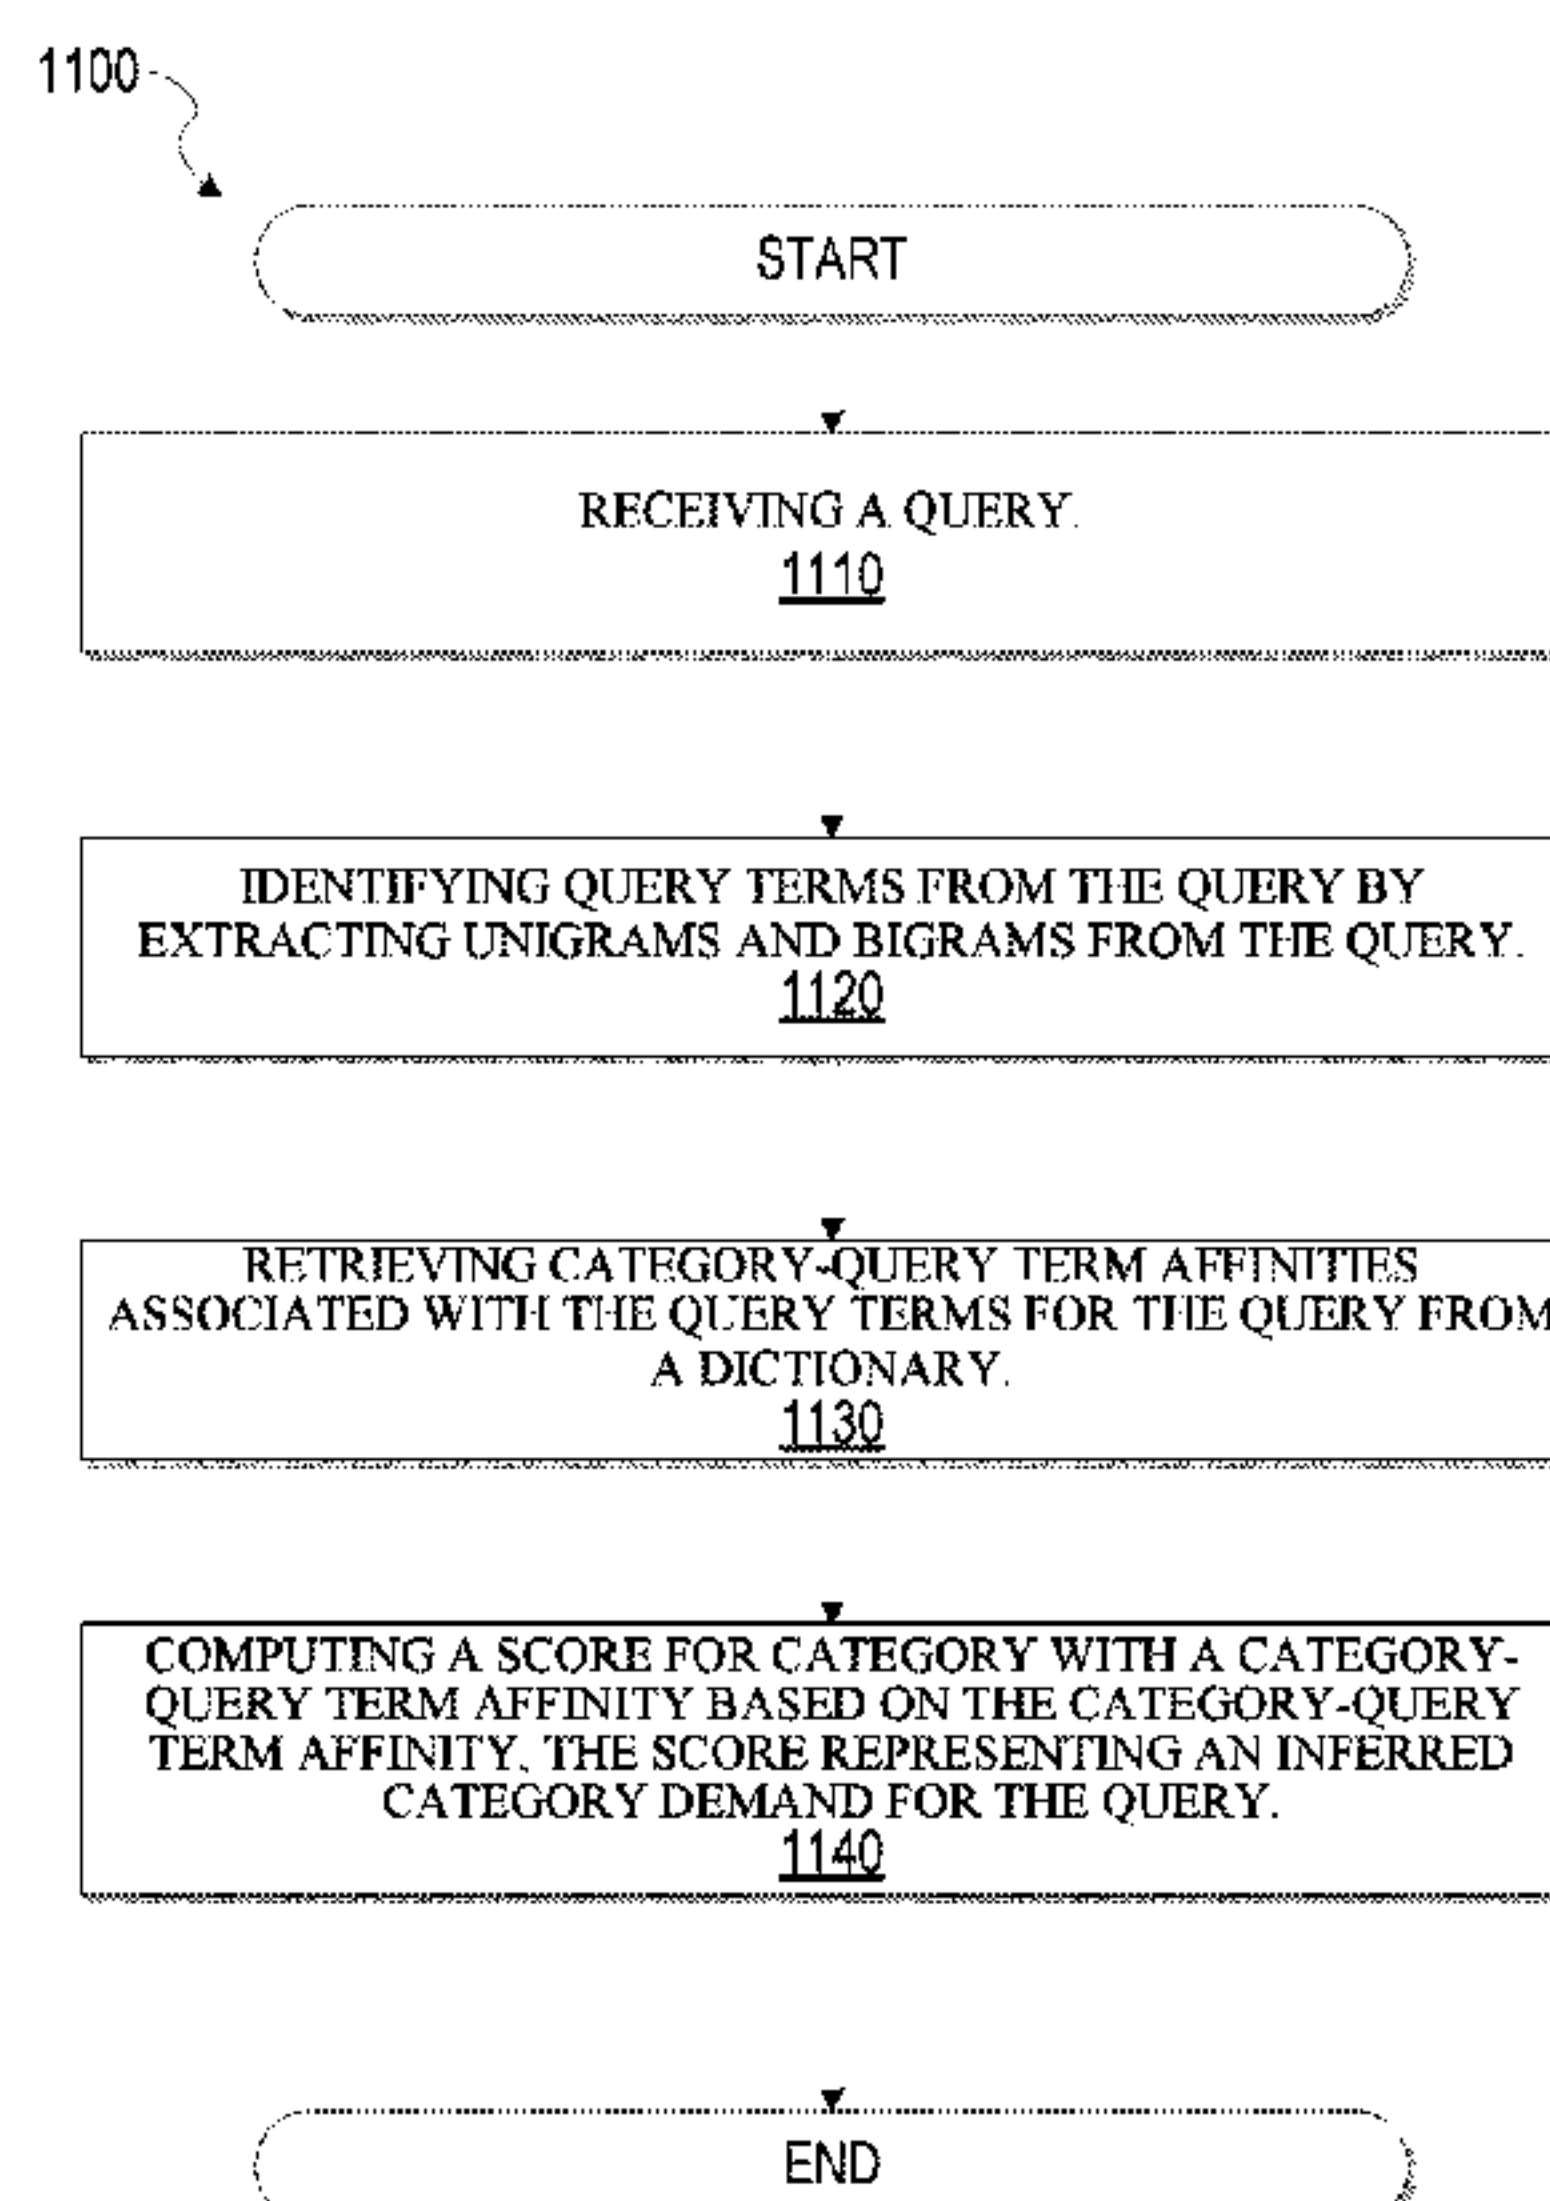 1100
START
RECEIVING A QUERY.
1110
IDENTIFYING QUERY TERMS FROM THE QUERY BY
EXTRACTING UNIGRAMS AND BIGRAMS FROM THE QUERY.
1120
RETRIEVING CATEGORY-QUERY TERM AFFINITIES
ASSOCIATED WITH THE QUERY TERMS FOR THE QUERY FROM
A DICTIONARY.
1130
COMPUTING A SCORE FOR CATEGORY WITH A CATEGORY-
QUERY TERM AFFINITY BASED ON THE CATEGORY-QUERY
TERM AFFINITY, THE SCORE REPRESENTING AN INFERRED
CATEGORY DEMAND FOR THE QUERY.
1140
END